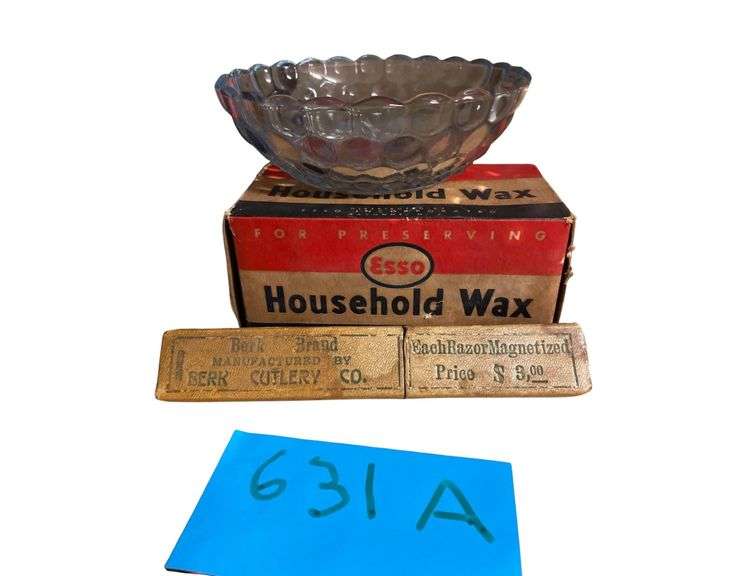 Household Wax
FOR PRESERVING
Esso
Household Wax
Berk Brand
MANUFACTURED BY
BERK CUTLERY CO.
Each Razor Magnetized
Price $ 3,00
631 A